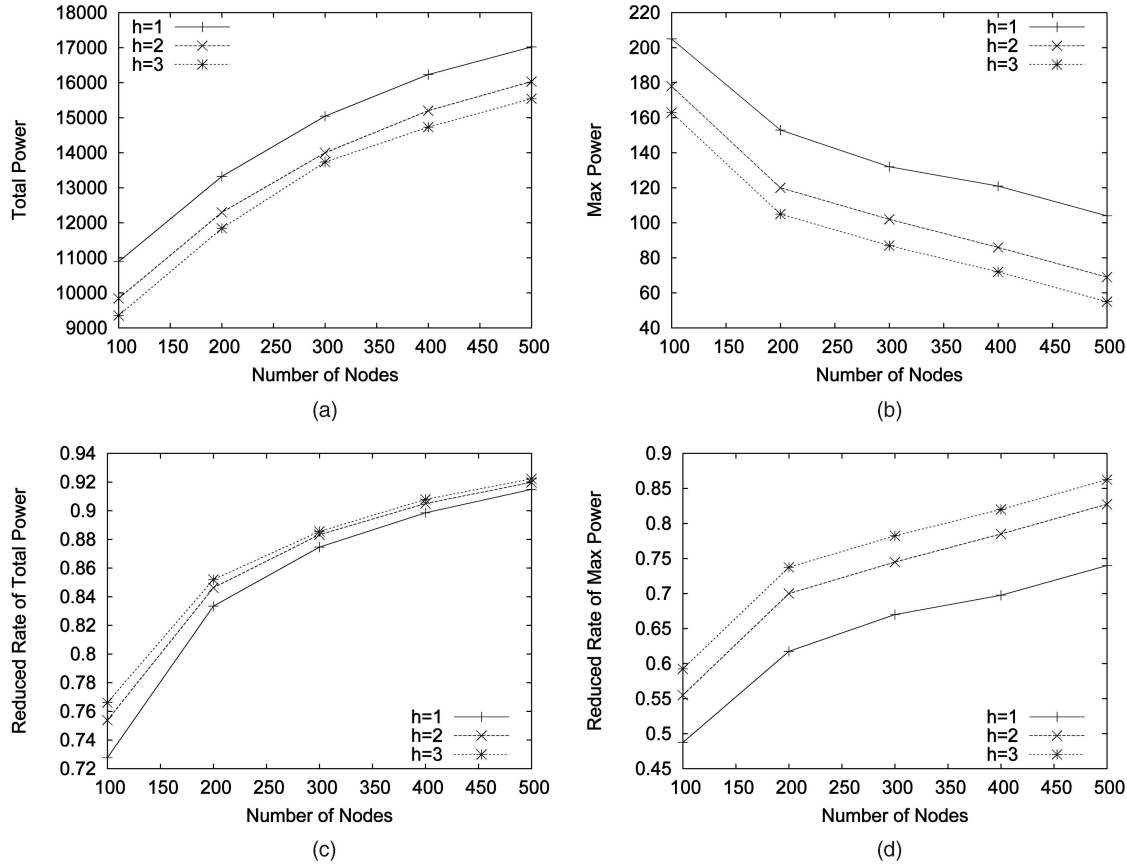 18000
17000
16000
15000
14000
13000
12000
11000
10000
9000
Total Power
h=1
h=2
h=3
100 150 200 250 300 350 400 450 500
Number of Nodes
(a)
220
200
180
160
140
120
100
80
60
40
Max Power
h=1
h=2
h=3
100 150 200 250 300 350 400 450 500
Number of Nodes
(b)
0.94
0.92
0.9
0.88
0.86
0.84
0.82
0.8
0.78
0.76
0.74
0.72
Reduced Rate of Total Power
h=1
h=2
h=3
100 150 200 250 300 350 400 450 500
Number of Nodes
(c)
0.9
0.85
0.8
0.75
0.7
0.65
0.6
0.55
0.5
0.45
Reduced Rate of Max Power
h=1
h=2
h=3
100 150 200 250 300 350 400 450 500
Number of Nodes
(d)